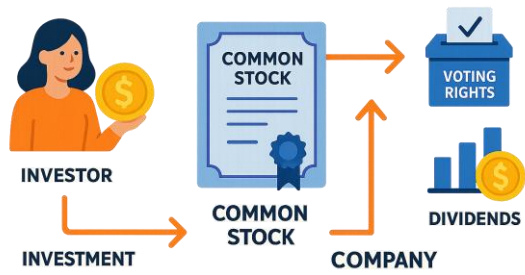 COMMON
STOCK
VOTING
RIGHTS
INVESTOR
COMMON
STOCK
DIVIDENDS
INVESTMENT
COMPANY